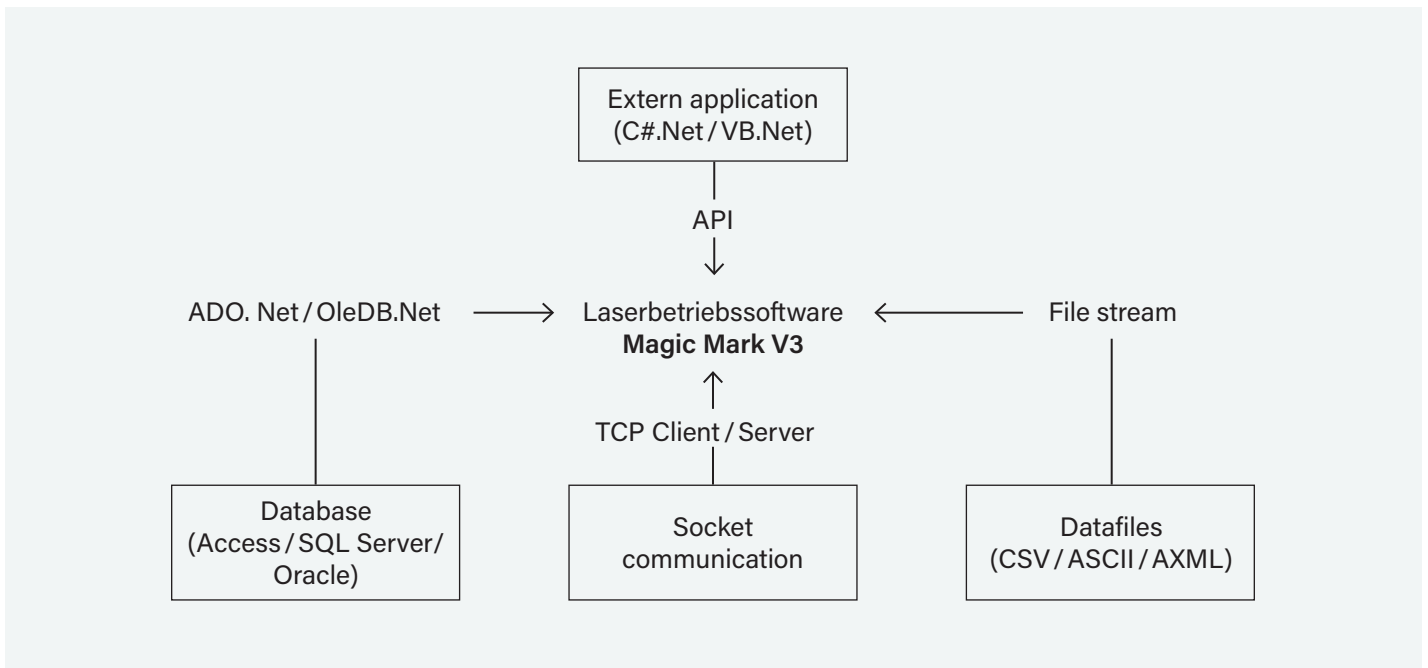 Extern application
(C#.Net / VB.Net)
API
ADO. Net / OleDB.Net
Laserbetriebssoftware
Magic Mark V3
File stream
TCP Client / Server
Database
(Access / SQL Server/
Oracle)
Socket
communication
Datafiles
(CSV / ASCII / AXML)